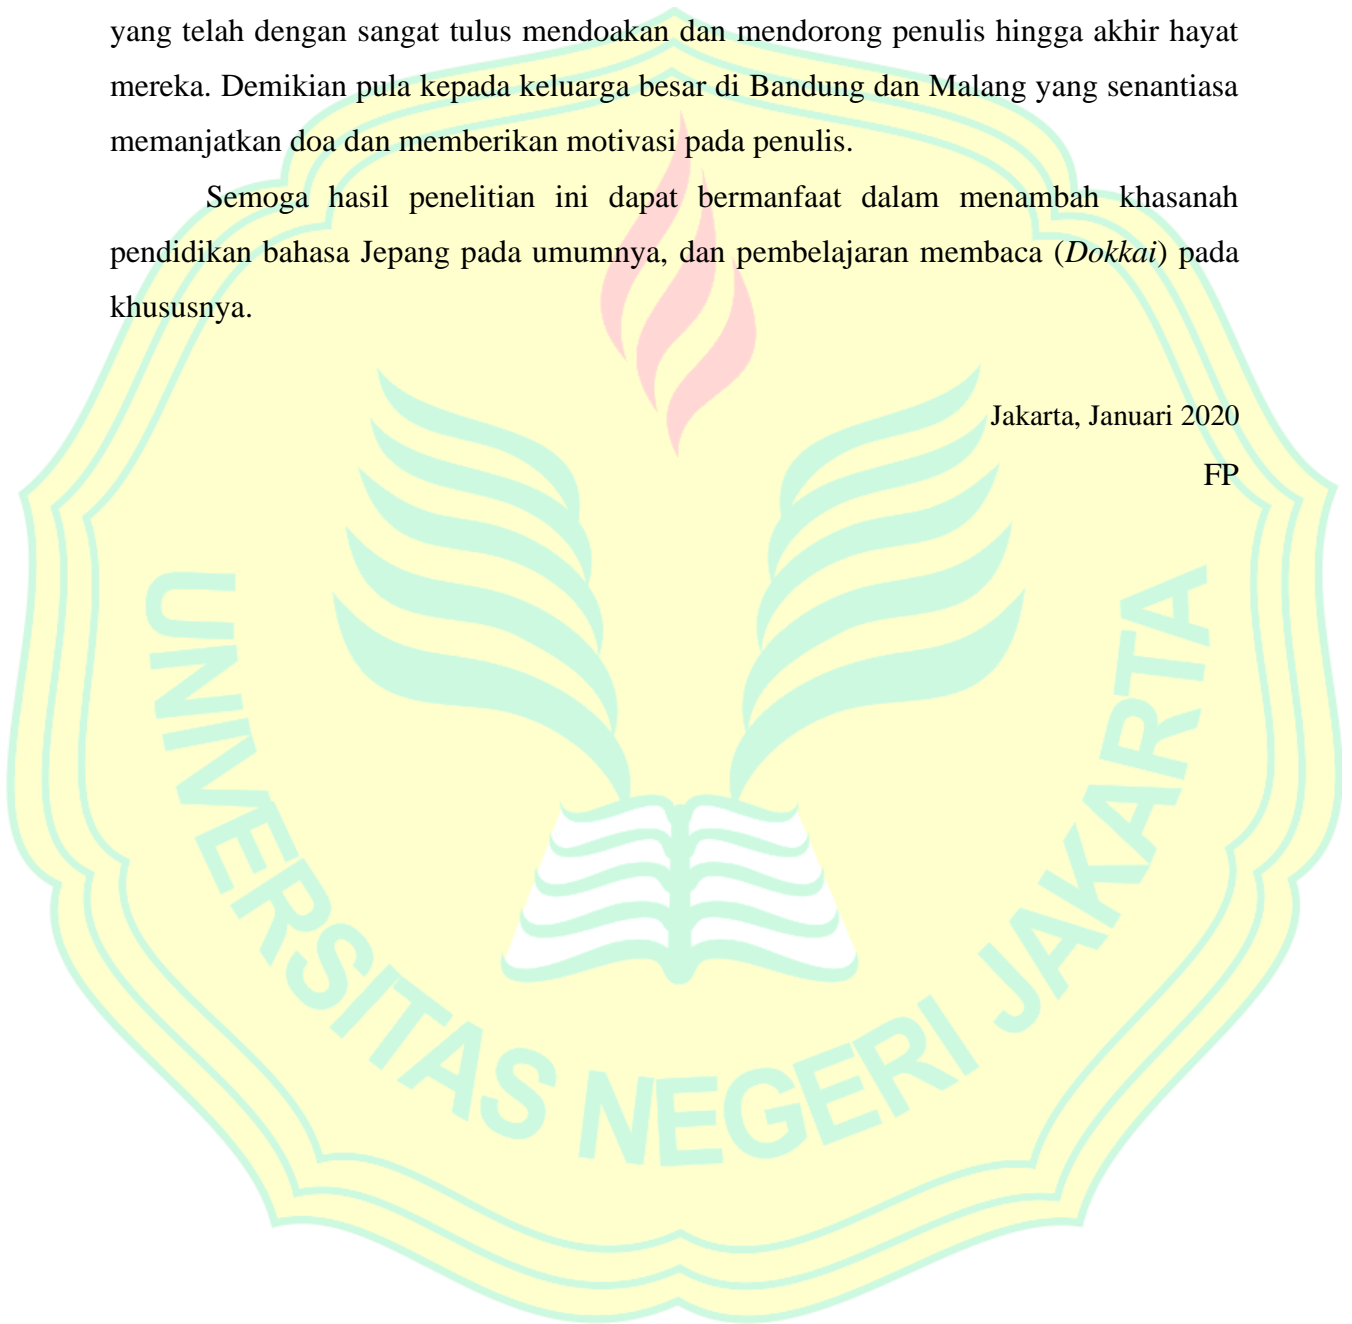 yang telah dengan sangat tulus mendoakan dan mendorong penulis hingga akhir hayat
mereka. Demikian pula kepada keluarga besar di Bandung dan Malang yang senantiasa
memanjatkan doa dan memberikan motivasi pada penulis.
Semoga hasil penelitian ini dapat bermanfaat dalam menambah khasanah
pendidikan bahasa Jepang pada umumnya, dan pembelajaran membaca (Dokkai) pada
khususnya.
Jakarta, Januari 2020
FP
UNIVERSITAS NEGERI JAKARTA